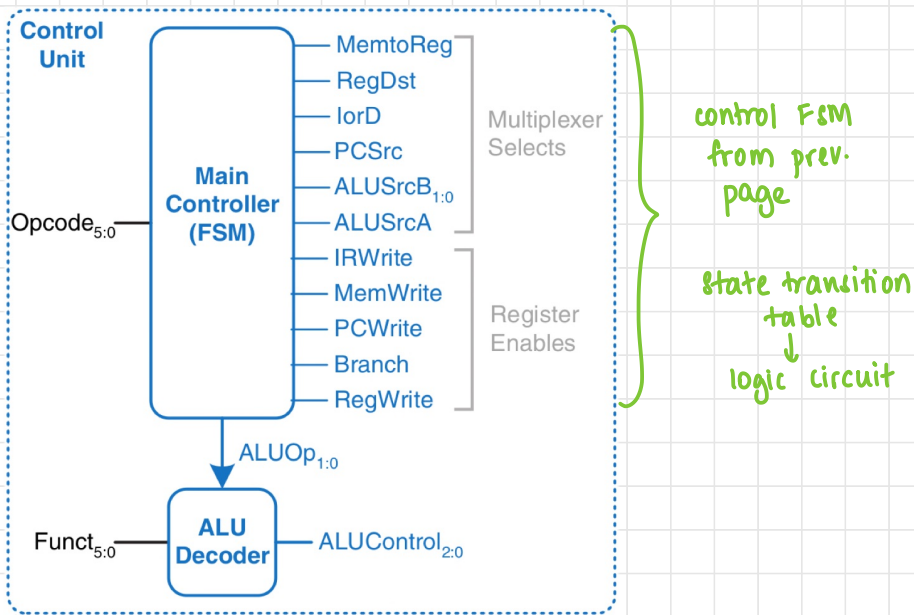 Control
Unit
Main
Controller
(FSM)
Opcode5:0
MemtoReg
RegDst
IorD
PCSrc
ALUSrcB1:0
ALUSrcA
Multiplexer
Selects
IRWrite
MemWrite
PCWrite
Branch
RegWrite
Register
Enables
ALUOp1:0
Funct5:0
ALU
Decoder
ALUControl2:0
control FSM
from prev.
page
state transition
table
logic circuit